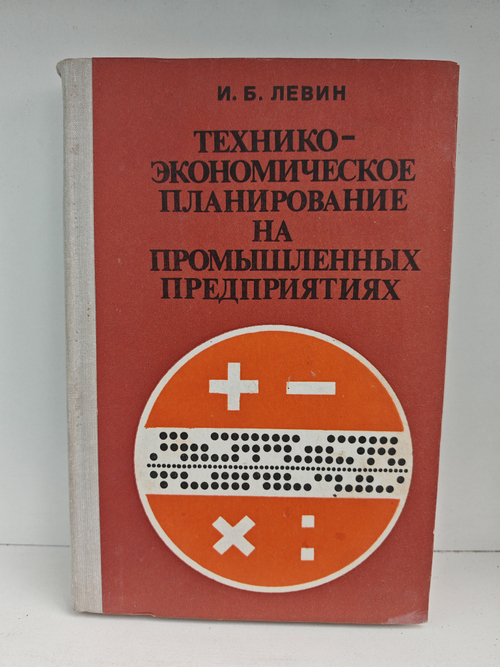 И. Б. ЛЕВИН
ТЕХНИКО-
ЭКОНОМИЧЕСКОЕ
ПЛАНИРОВАНИЕ
НА
ПРОМЫШЛЕННЫХ
ПРЕДПРИЯТИЯХ
+ −
× :